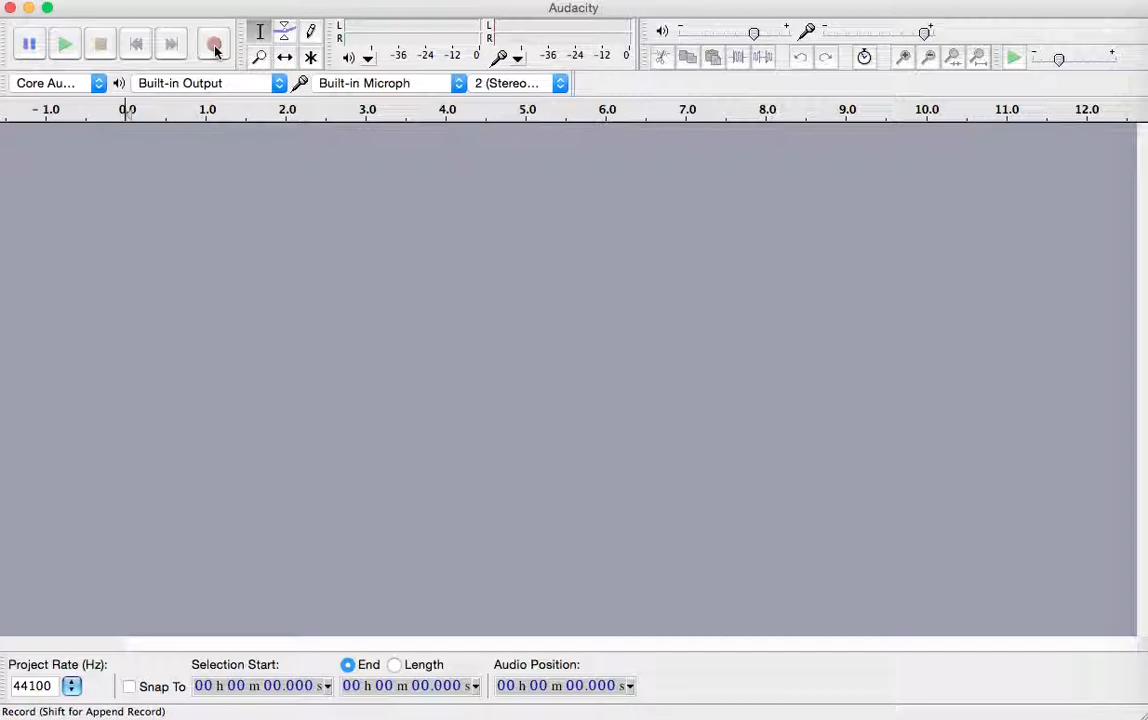 Audacity
L
R
-36 -24 -12 0
L
R
-36 -24 -12 0
Core Au... Built-in Output Built-in Microph 2 (Stereo...
- 1.0 0.0 1.0 2.0 3.0 4.0 5.0 6.0 7.0 8.0 9.0 10.0 11.0 12.0
Project Rate (Hz): Selection Start: End Length Audio Position:
44100 Snap To 00 h 00 m 00.000 s 00 h 00 m 00.000 s 00 h 00 m 00.000 s
Record (Shift for Append Record)